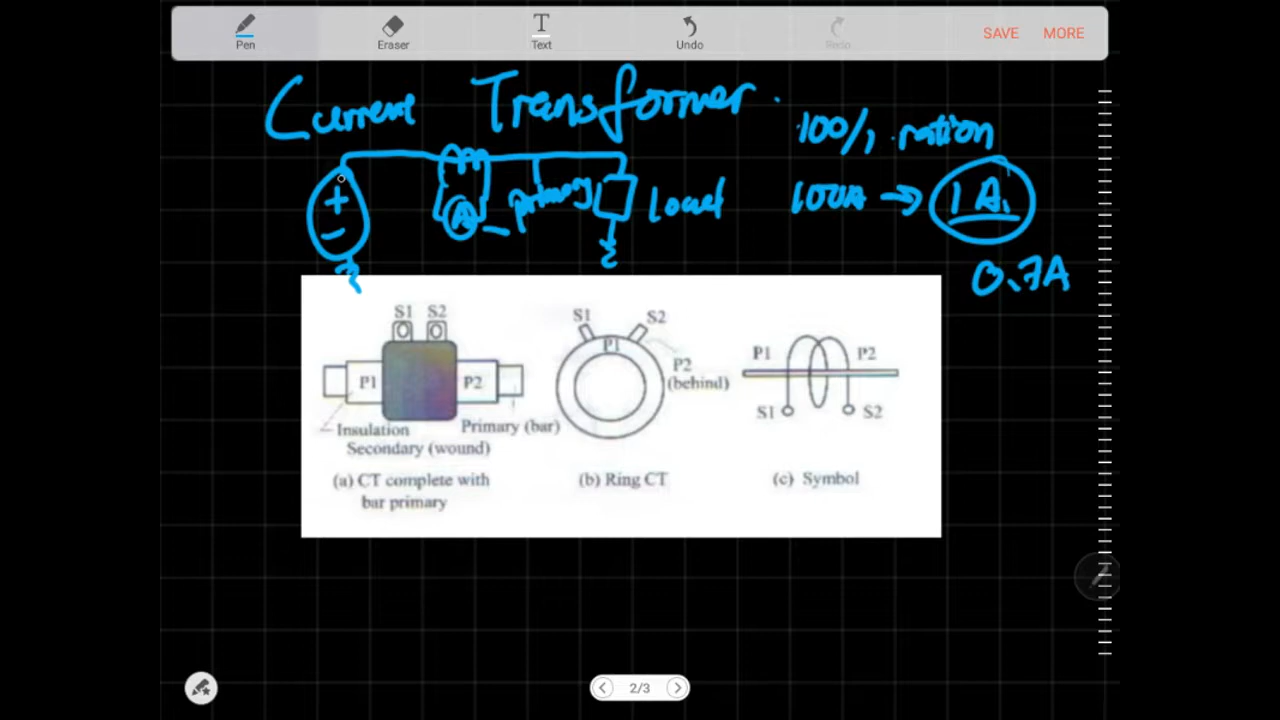 Pen
Eraser
Text
Undo
Redo
SAVE
MORE
Current Transformer.
100/1 ration
+
-
A
primary
Load
100A → 1A.
0.7A
S1 S2
P1 P2
Insulation
Primary (bar)
Secondary (wound)
(a) CT complete with
bar primary
S1 S2
P1
P2
(behind)
(b) Ring CT
P1 P2
S1 S2
(c) Symbol
2/3